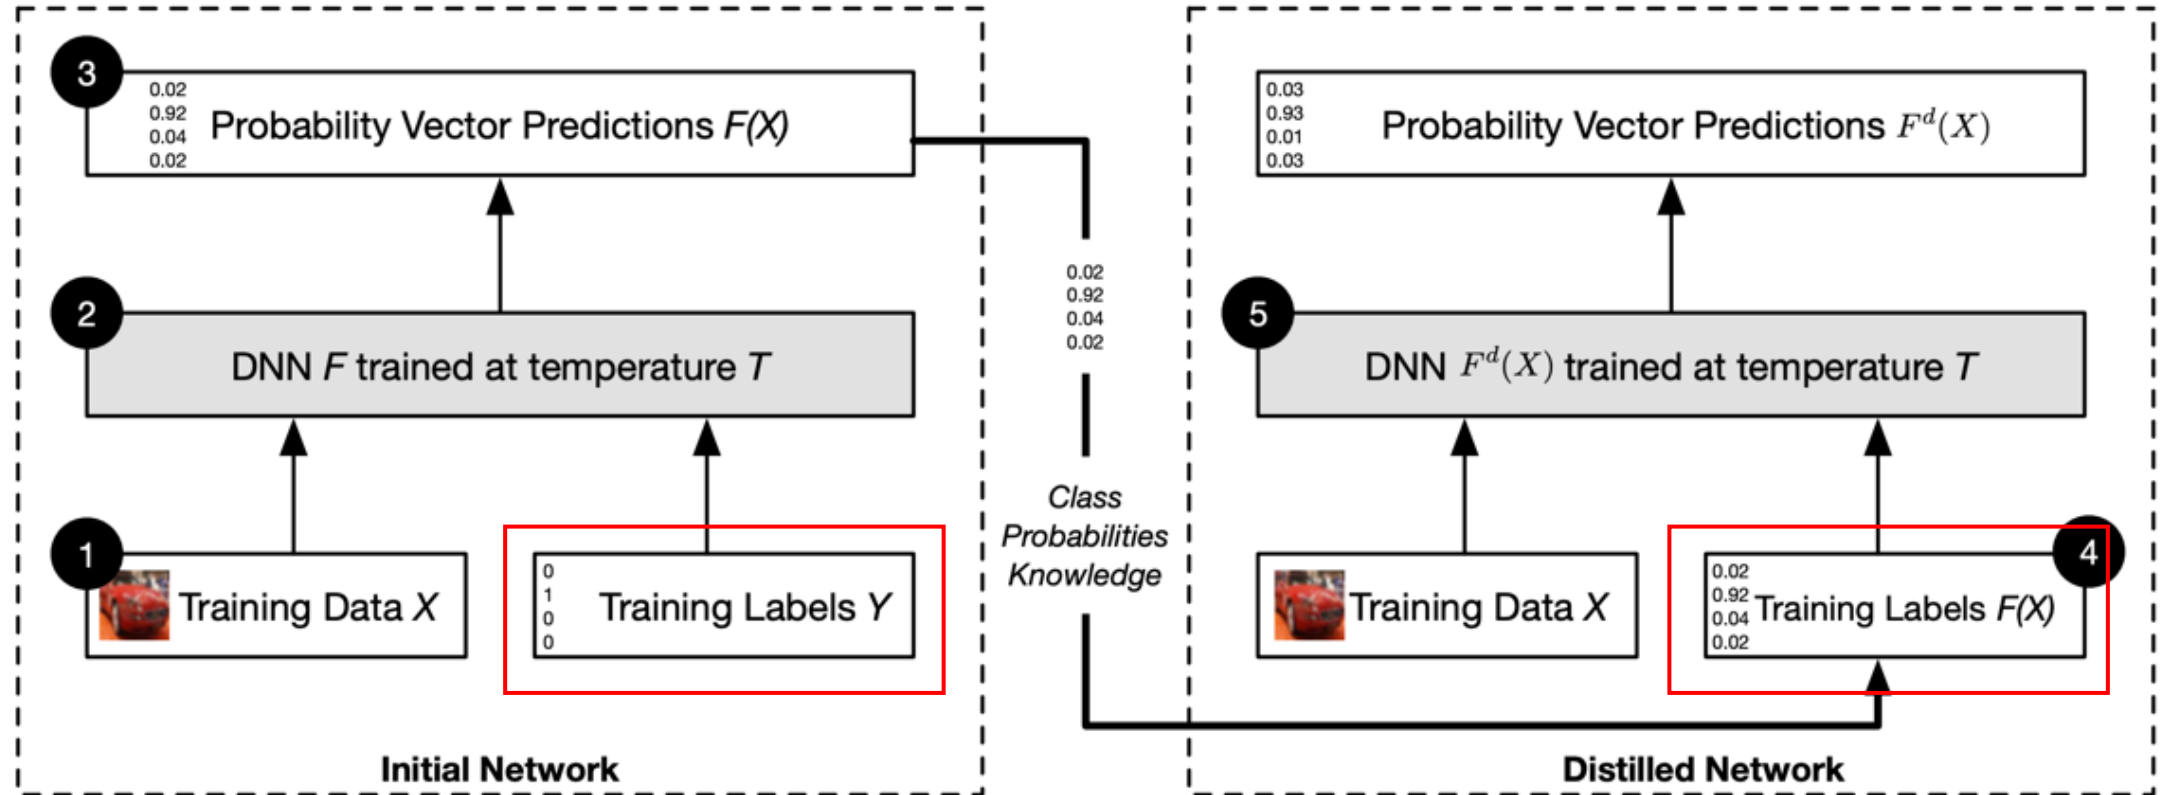 3
0.02
0.92
0.04
0.02
Probability Vector Predictions F(X)
2
DNN F trained at temperature T
1
Training Data X
0
1
0
0
Training Labels Y
Initial Network
0.02
0.92
0.04
0.02
Class
Probabilities
Knowledge
0.03
0.93
0.01
0.03
Probability Vector Predictions F^d(X)
5
DNN F^d(X) trained at temperature T
Training Data X
4
0.02
0.92
0.04
0.02
Training Labels F(X)
Distilled Network